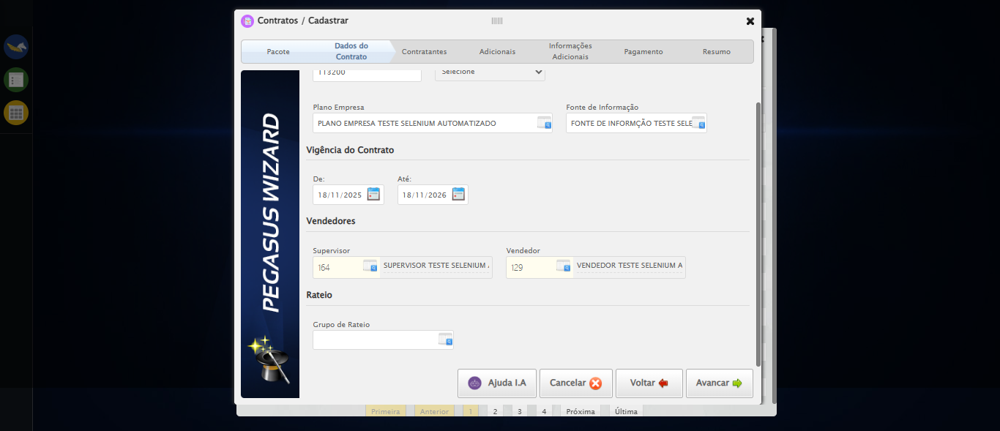 Contratos / Cadastrar
Pacote
Dados do
Contrato
Contratantes
Adicionais
Informações
Adicionais
Pagamento
Resumo
113200
Selecione
Plano Empresa
Fonte de Informação
PLANO EMPRESA TESTE SELENIUM AUTOMATIZADO
FONTE DE INFORMÇÃO TESTE SELE
Vigência do Contrato
De:
Até:
18/11/2025
18/11/2026
Vendedores
Supervisor
Vendedor
164
SUPERVISOR TESTE SELENIUM
129
VENDEDOR TESTE SELENIUM A
Rateio
Grupo de Rateio
PEGASUS WIZARD
Ajuda I.A
Cancelar
Voltar
Avancar
Primeira
Anterior
1
2
3
4
Próxima
Última